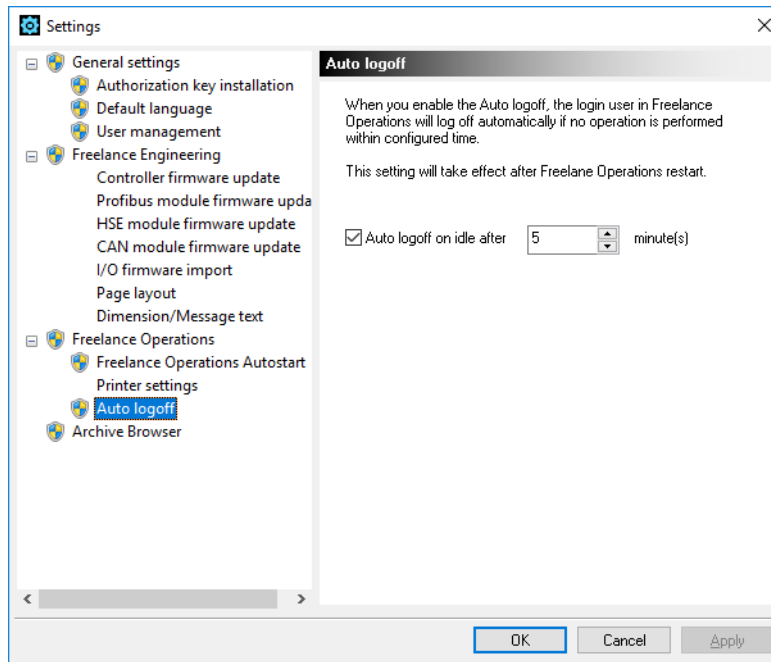 Settings
General settings
Authorization key installation
Default language
User management
Freelance Engineering
Controller firmware update
Profibus module firmware upda
HSE module firmware update
CAN module firmware update
I/O firmware import
Page layout
Dimension/Message text
Freelance Operations
Freelance Operations Autostart
Printer settings
Auto logoff
Archive Browser
Auto logoff
When you enable the Auto logoff, the login user in Freelance
Operations will log off automatically if no operation is performed
within configured time.
This setting will take effect after Freelane Operations restart.
Auto logoff on idle after 5 minute(s)
OK Cancel Apply